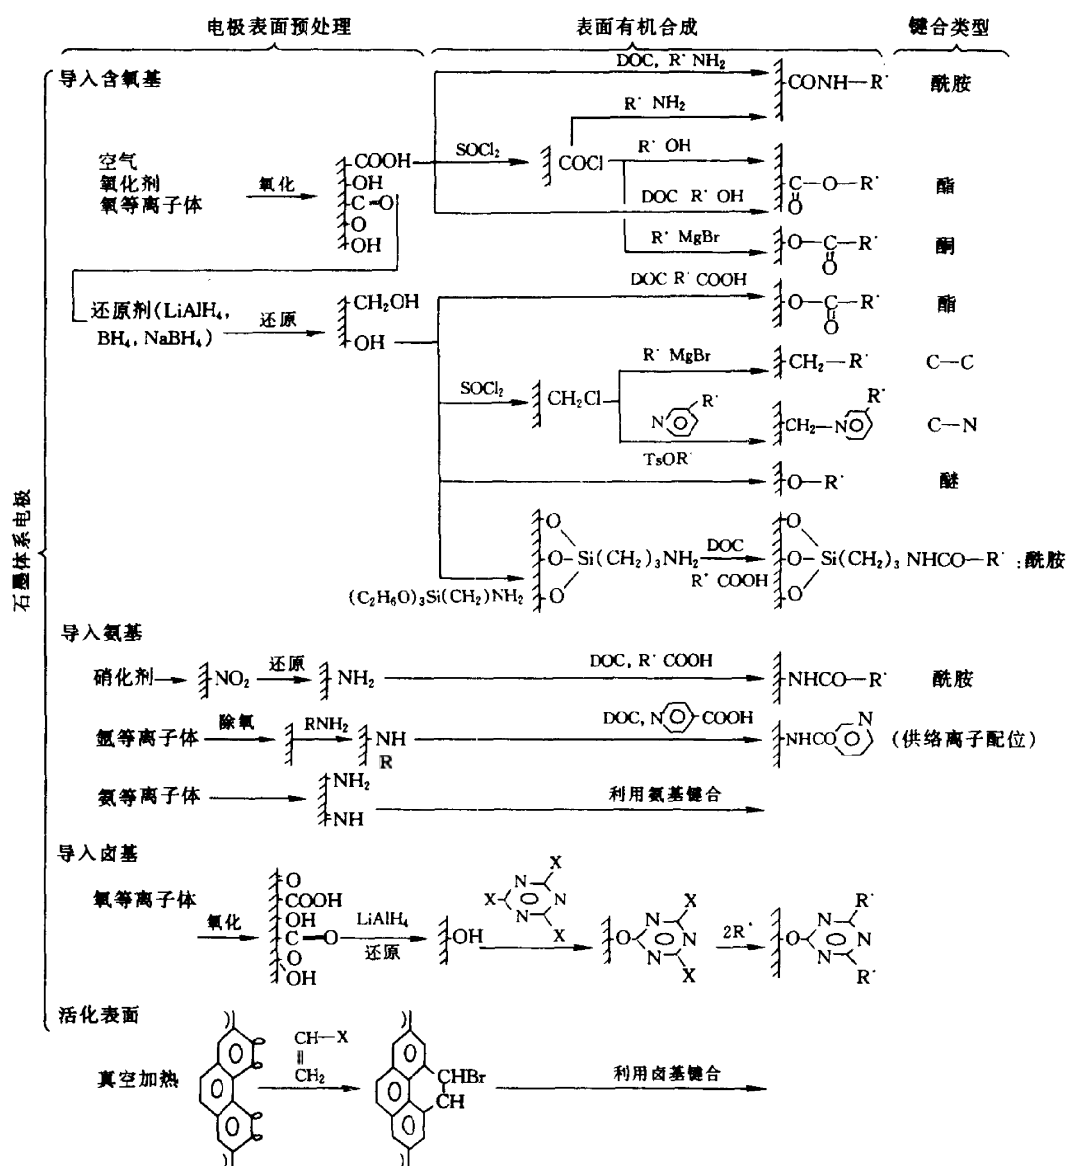 电极表面预处理 表面有机合成 键合类型
导入含氧基
DOC, R· NH₂
CONH—R· 酰胺
R· NH₂
空气
氧化剂
氧等离子体
氧化
COOH
OH
C=O
O
OH
SOCl₂
COCl
R· OH
DOC R· OH
C—O—R· 酯
O
R· MgBr
O—C—R· 酮
O
还原剂(LiAlH₄,
BH₄, NaBH₄)
还原
CH₂OH
OH
DOC R· COOH
O—C—R· 酯
O
R· MgBr
CH₂—R· C—C
SOCl₂
CH₂Cl
N R·
CH₂—N R· C—N
TsOR
O—R· 醚
(C₂H₆O)₃Si(CH₂)NH₂
O
O—Si(CH₂)₃NH₂
O
DOC
R· COOH
O
O—Si(CH₂)₃ NHCO—R· :酰胺
O
石墨体系电极
导入氨基
硝化剂 NO₂ 还原 NH₂ DOC, R· COOH NHCO—R· 酰胺
氩等离子体 除氧 RNH₂ NH
R
DOC, N COOH NHCO N (供络离子配位)
氨等离子体 NH₂
NH
利用氨基键合
导入卤基
氧等离子体
氧化
O
COOH
OH
C=O
O
OH
LiAlH₄
还原
OH
X N X N N X
O N X N N X
2R·
O N R· N N R·
活化表面
真空加热
CH—X
CH₂
CHBr
CH
利用卤基键合